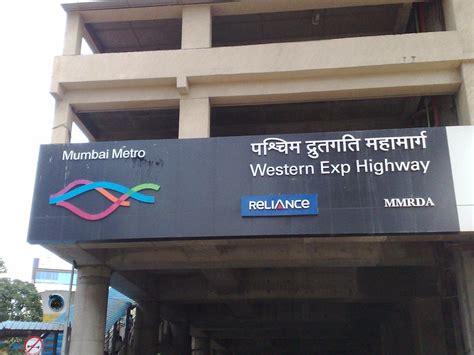 Mumbai Metro
पश्चिम द्रुतगति महामार्ग
Western Exp Highway
RELIANCE
MMRDA